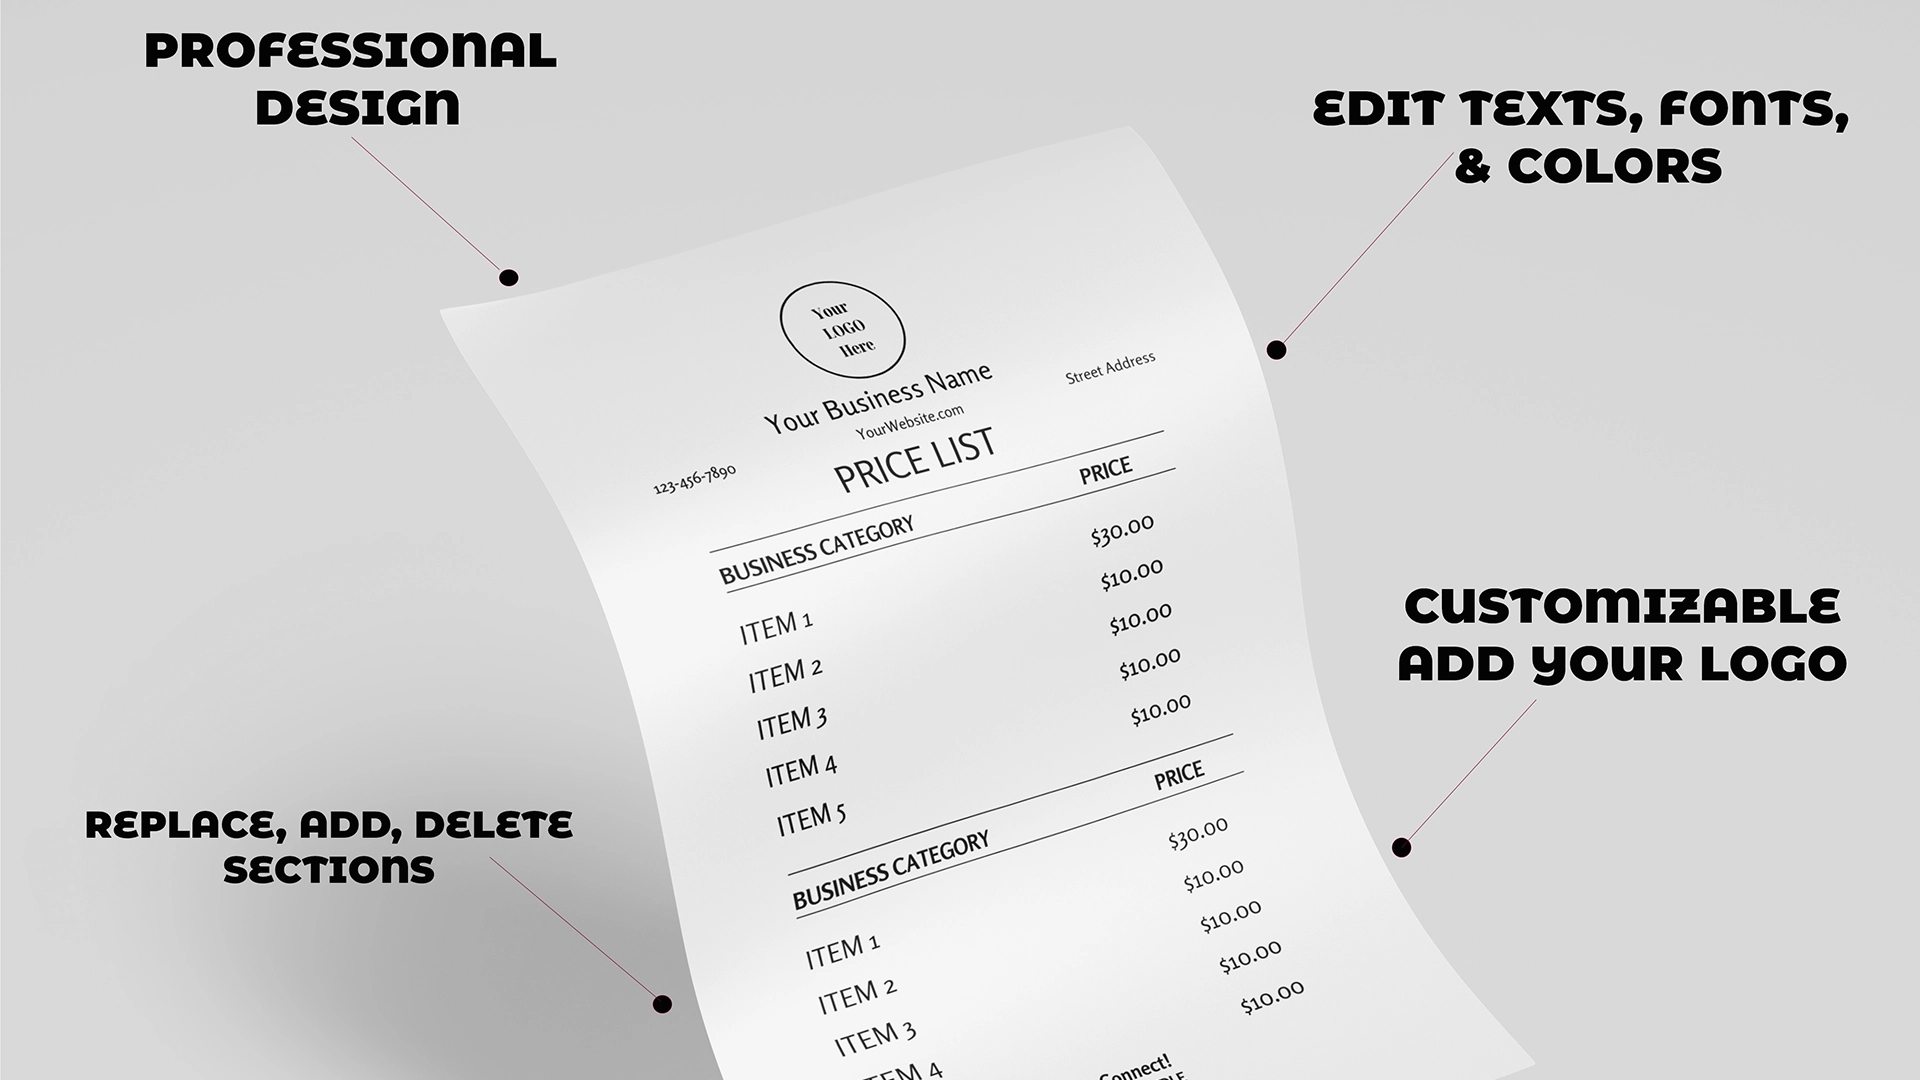 PROFESSIONAL
DESIGN
EDIT TEXTS, FONTS,
& COLORS
Your
LOGO
Here
Your Business Name
YourWebsite.com
Street Address
123-456-7890
PRICE LIST
BUSINESS CATEGORY PRICE
ITEM 1 $30.00
ITEM 2 $10.00
ITEM 3 $10.00
ITEM 4 $10.00
ITEM 5 $10.00
BUSINESS CATEGORY PRICE
ITEM 1 $30.00
ITEM 2 $10.00
ITEM 3 $10.00
ITEM 4 $10.00
$10.00
Connect!
CUSTOMIZABLE
ADD YOUR LOGO
REPLACE, ADD, DELETE
SECTIONS